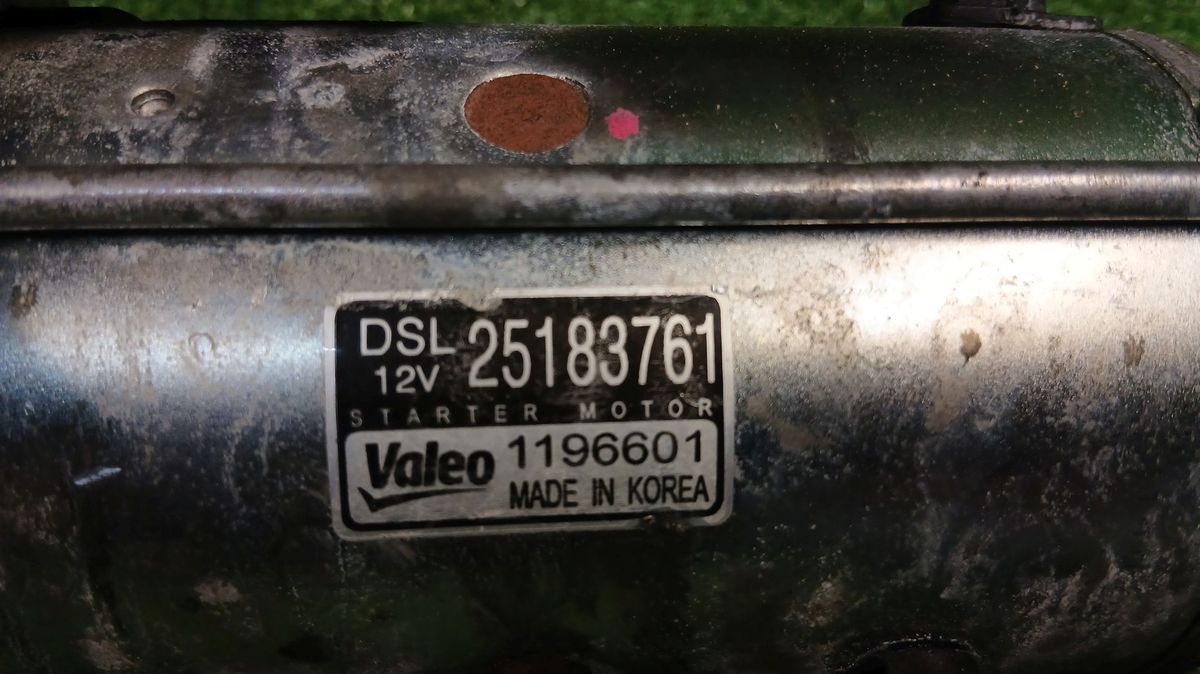 DSL 25183761
12V
STARTER MOTOR
Valeo 1196601
MADE IN KOREA